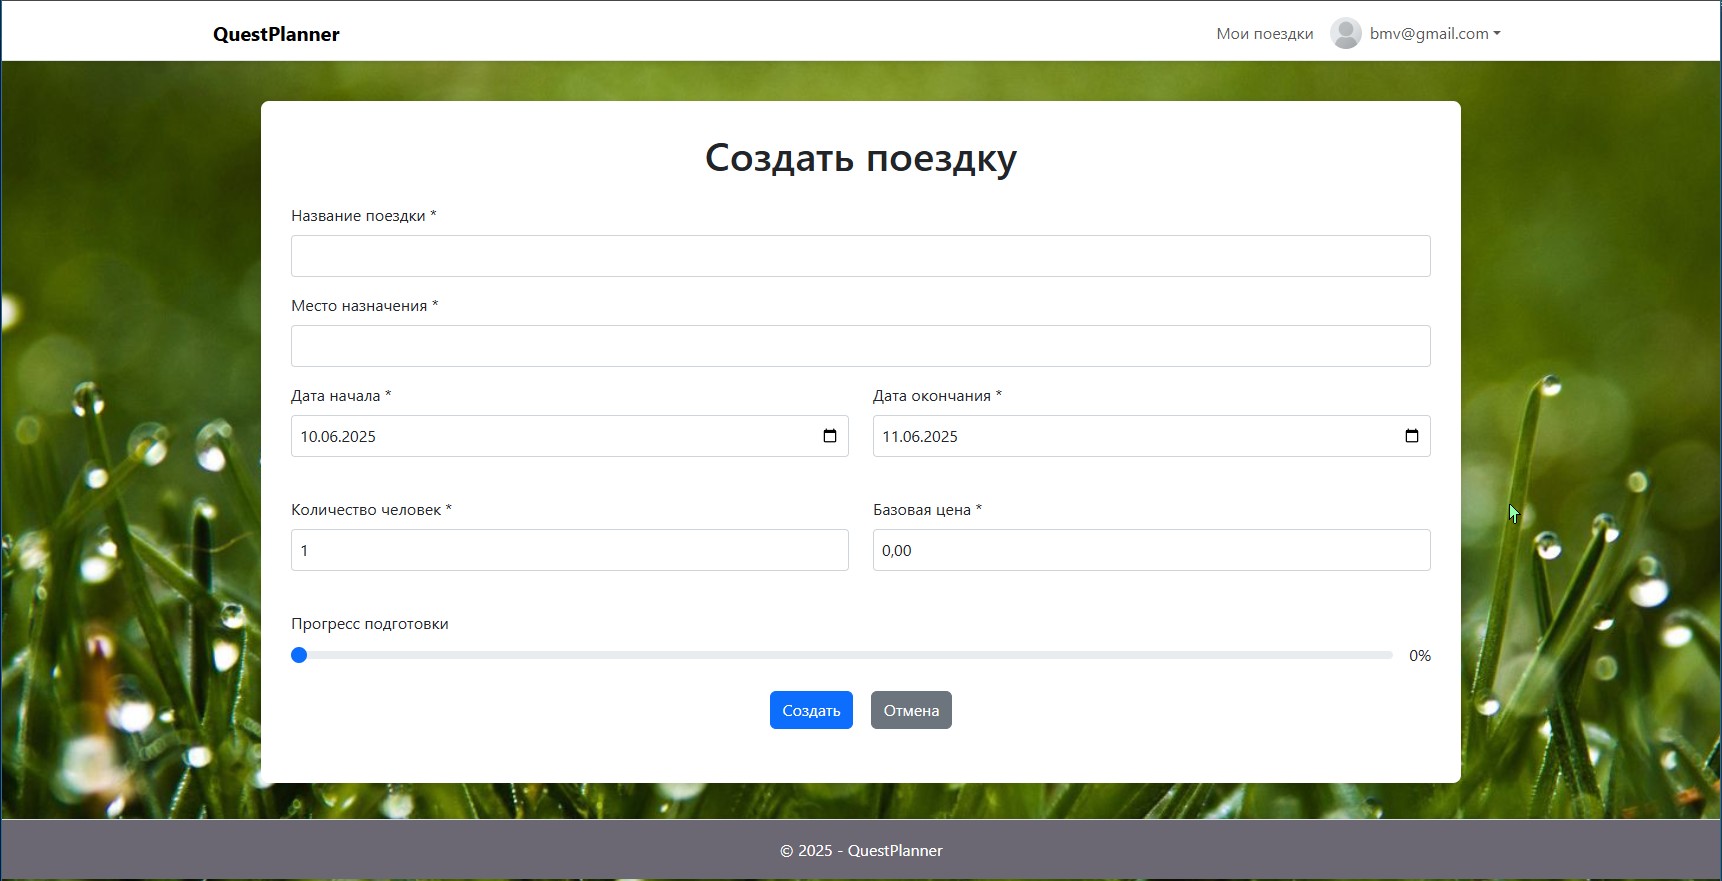 QuestPlanner
Мои поездки
bmv@gmail.com
Создать поездку
Название поездки *
Место назначения *
Дата начала *
Дата окончания *
10.06.2025
11.06.2025
Количество человек *
Базовая цена *
1
0,00
Прогресс подготовки
0%
Создать
Отмена
© 2025 - QuestPlanner